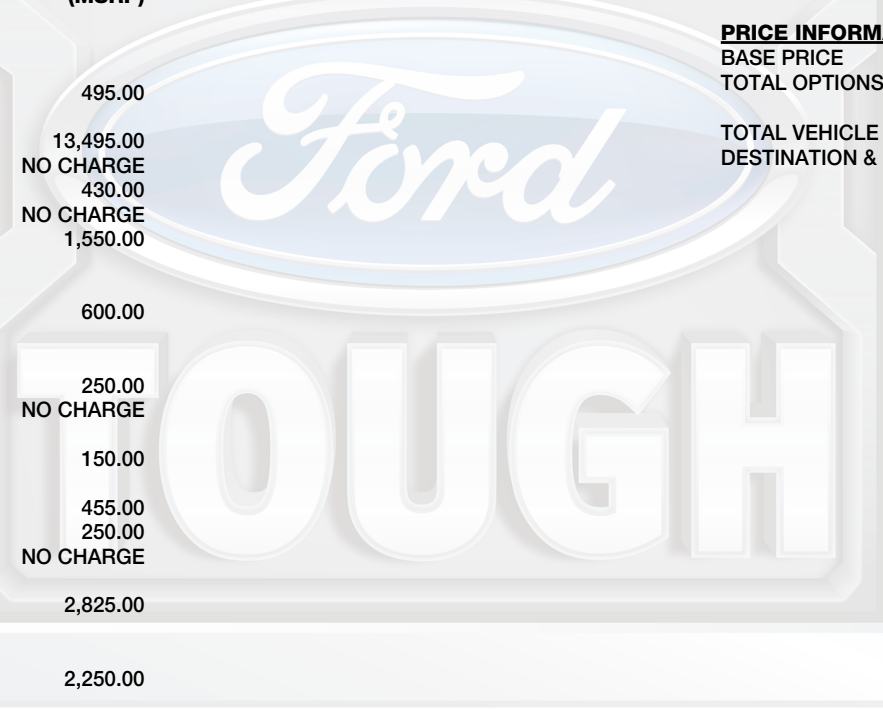 (MSRP)
495.00
13,495.00
NO CHARGE
430.00
NO CHARGE
1,550.00
600.00
250.00
NO CHARGE
150.00
455.00
250.00
NO CHARGE
2,825.00
2,250.00
PRICE INFORMA
BASE PRICE
TOTAL OPTIONS
TOTAL VEHICLE
DESTINATION &
Ford
TOUGH